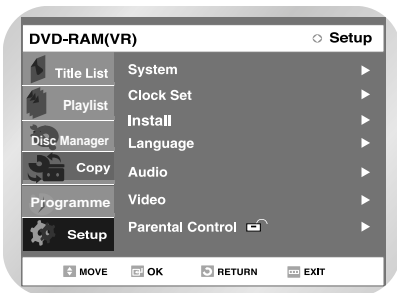 DVD-RAM(VR) Setup
Title List
Playlist
Disc Manager
Copy
Programme
Setup
System
Clock Set
Install
Language
Audio
Video
Parental Control
MOVE OK RETURN EXIT